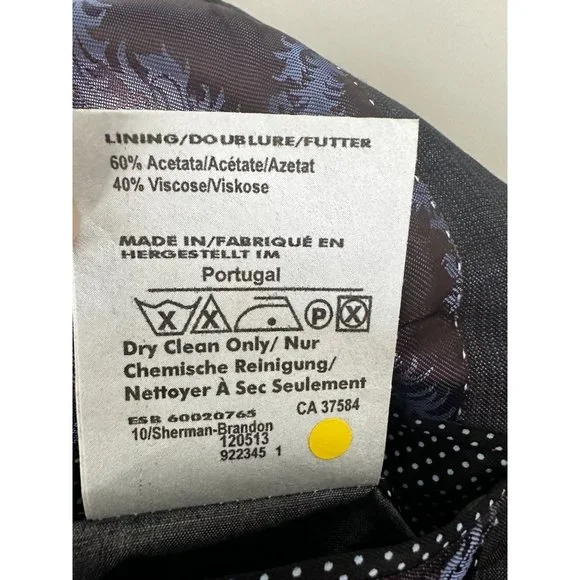 LINING/DOUBLURE/FUTTER
60% Acetata/Acétate/Azetat
40% Viscose/Viskose
MADE IN/FABRIQUÉ EN
HERGESTELLT IM
Portugal
P
Dry Clean Only/ Nur
Chemische Reinigung/
Nettoyer À Sec Seulement
ESB 60020765 CA 37584
10/Sherman-Brandon
120513
922345 1